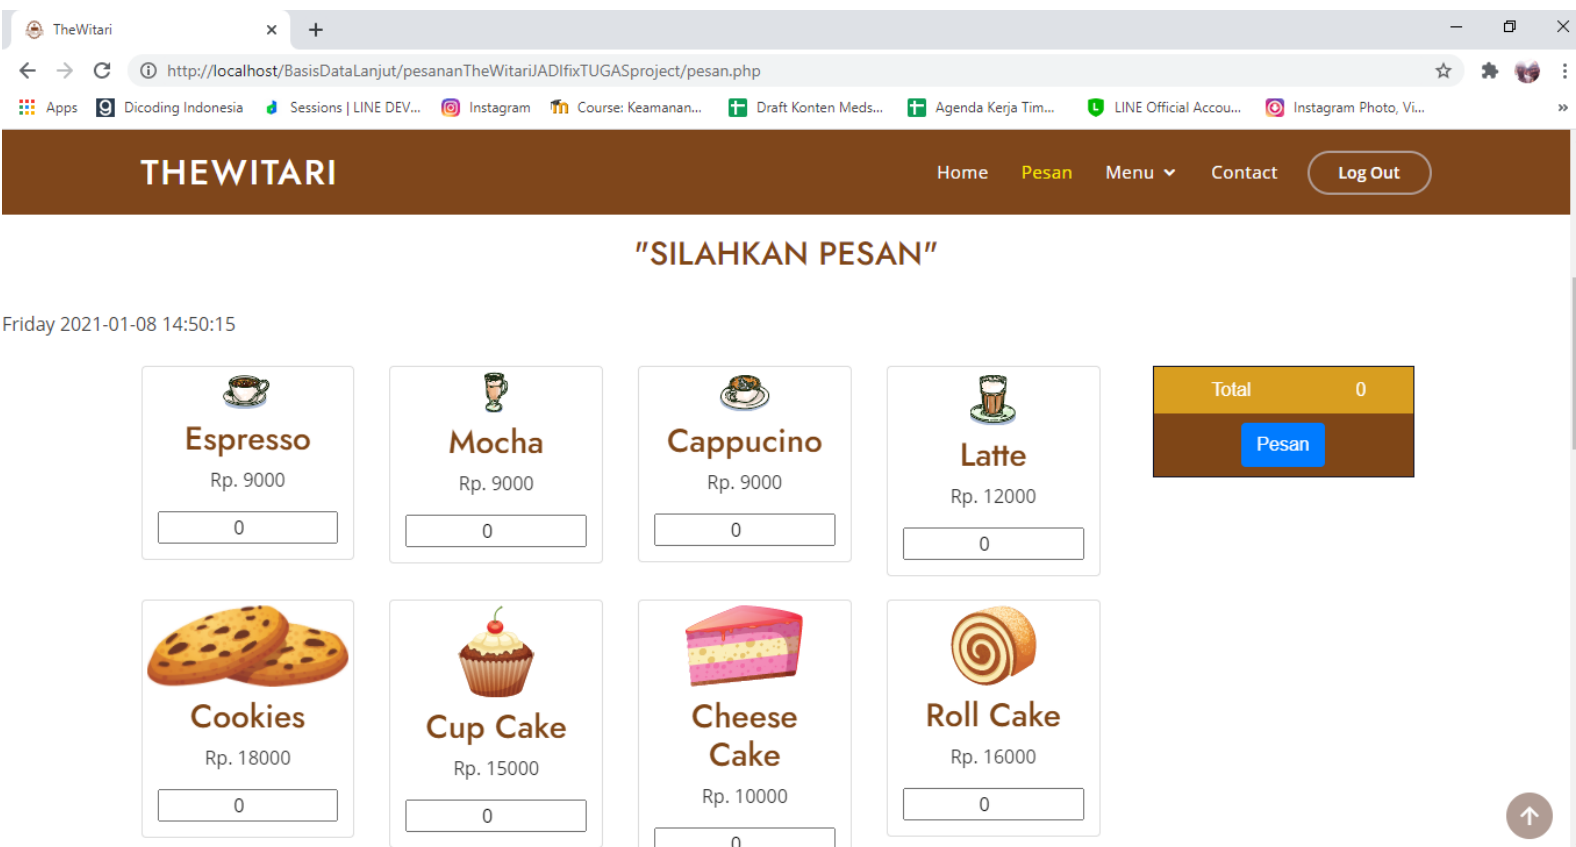 TheWitari
http://localhost/BasisDataLanjut/pesananTheWitariJADIfixTUGASproject/pesan.php
Apps Dicoding Indonesia Sessions | LINE DEV... Instagram Course: Keamanan... Draft Konten Meds... Agenda Kerja Tim... LINE Official Accou... Instagram Photo, Vi... »
THEWITARI Home Pesan Menu Contact Log Out
"SILAHKAN PESAN"
Friday 2021-01-08 14:50:15
Espresso
Rp. 9000
0
Mocha
Rp. 9000
0
Cappucino
Rp. 9000
0
Latte
Rp. 12000
0
Total 0
Pesan
Cookies
Rp. 18000
0
Cup Cake
Rp. 15000
0
Cheese
Cake
Rp. 10000
0
Roll Cake
Rp. 16000
0